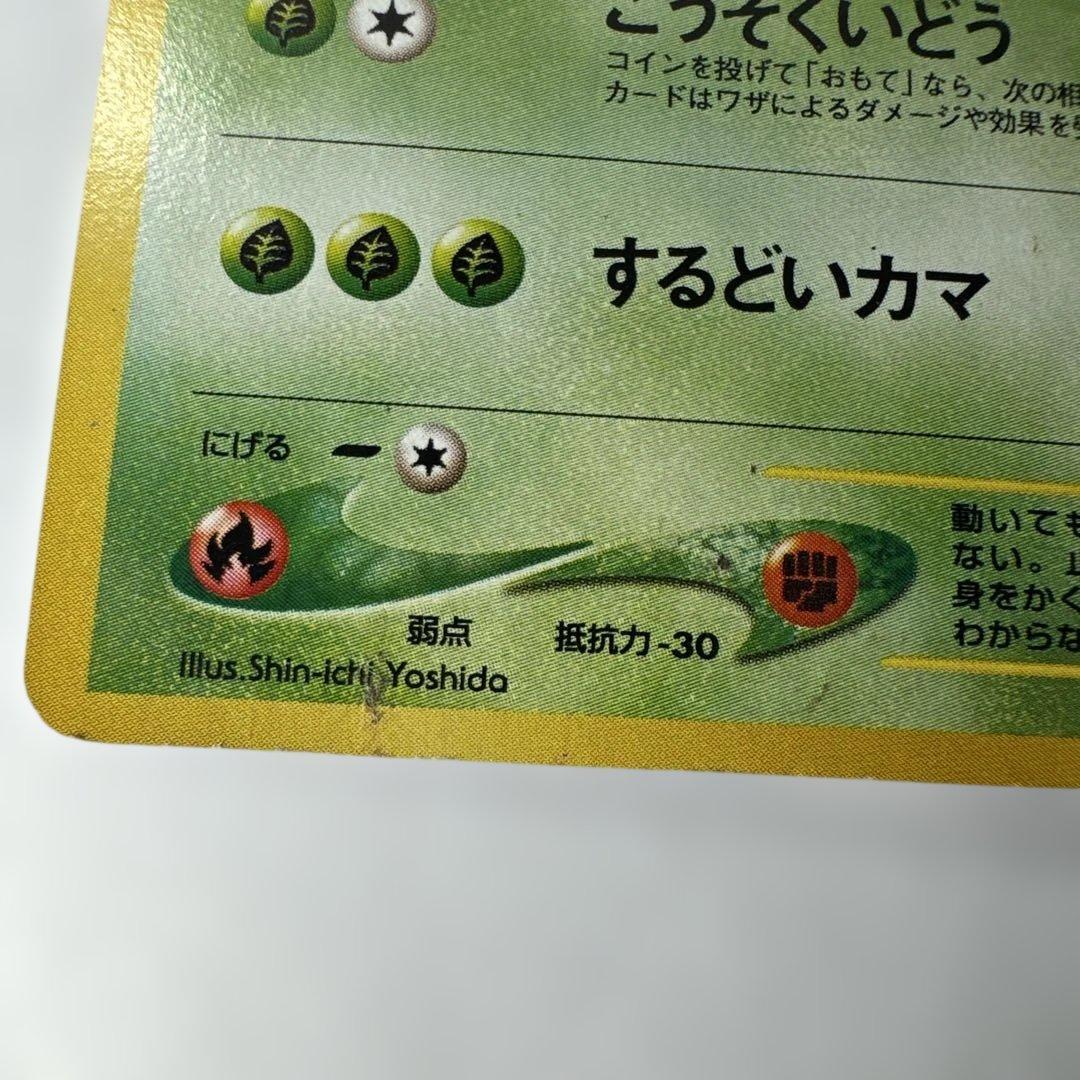 こうそくいどう
コインを投げて「おもて」なら、次の相
カードはワザによるダメージや効果を
するどいカマ
にげる
弱点
抵抗力-30
Illus.Shin-ichi Yoshida
動いても
ない。
身をかく
わからな